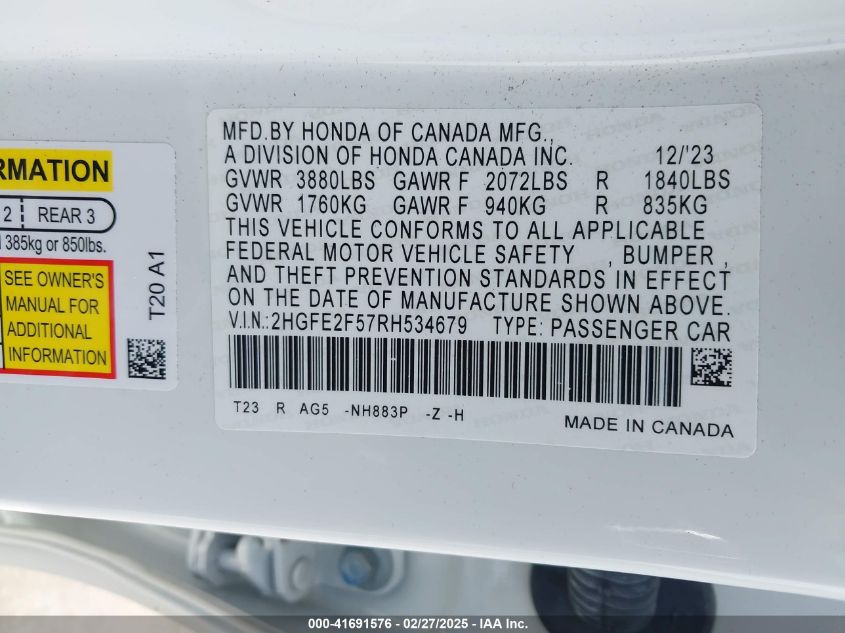 RMATION
2 REAR 3
385kg or 850lbs.
SEE OWNER'S
MANUAL FOR
ADDITIONAL
INFORMATION
T20 A1
MFD.BY HONDA OF CANADA MFG.,
A DIVISION OF HONDA CANADA INC. 12/'23
GVWR 3880LBS GAWR F 2072LBS R 1840LBS
GVWR 1760KG GAWR F 940KG R 835KG
THIS VEHICLE CONFORMS TO ALL APPLICABLE
FEDERAL MOTOR VEHICLE SAFETY , BUMPER ,
AND THEFT PREVENTION STANDARDS IN EFFECT
ON THE DATE OF MANUFACTURE SHOWN ABOVE.
V.I.N.:2HGFE2F57RH534679 TYPE: PASSENGER CAR
T23 R AG5 -NH883P -Z -H
MADE IN CANADA
000-41691576 - 02/27/2025 - IAA Inc.